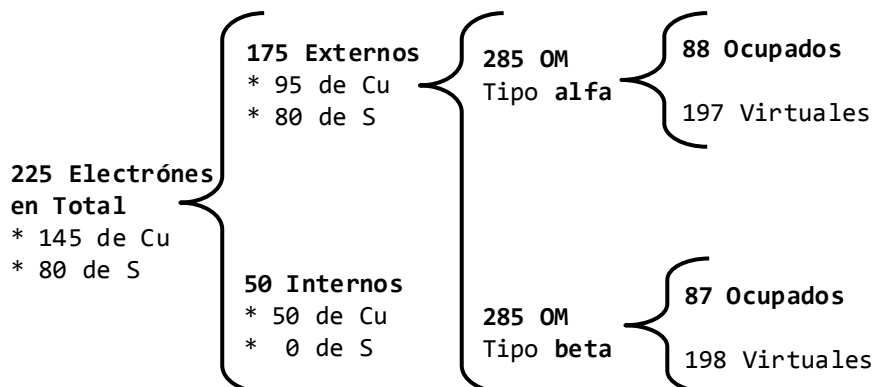 225 Electrónes
en Total
* 145 de Cu
* 80 de S
175 Externos
* 95 de Cu
* 80 de S
50 Internos
* 50 de Cu
* 0 de S
285 OM
Tipo alfa
88 Ocupados
197 Virtuales
285 OM
Tipo beta
87 Ocupados
198 Virtuales